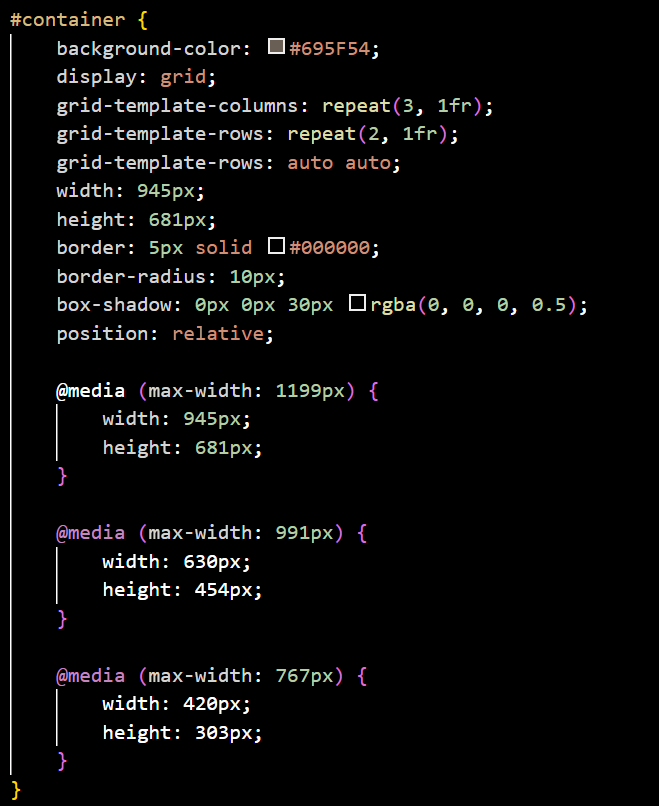 #container {
    background-color: #695F54;
    display: grid;
    grid-template-columns: repeat(3, 1fr);
    grid-template-rows: repeat(2, 1fr);
    grid-template-rows: auto auto;
    width: 945px;
    height: 681px;
    border: 5px solid #000000;
    border-radius: 10px;
    box-shadow: 0px 0px 30px rgba(0, 0, 0, 0.5);
    position: relative;

    @media (max-width: 1199px) {
        width: 945px;
        height: 681px;
    }

    @media (max-width: 991px) {
        width: 630px;
        height: 454px;
    }

    @media (max-width: 767px) {
        width: 420px;
        height: 303px;
    }
}